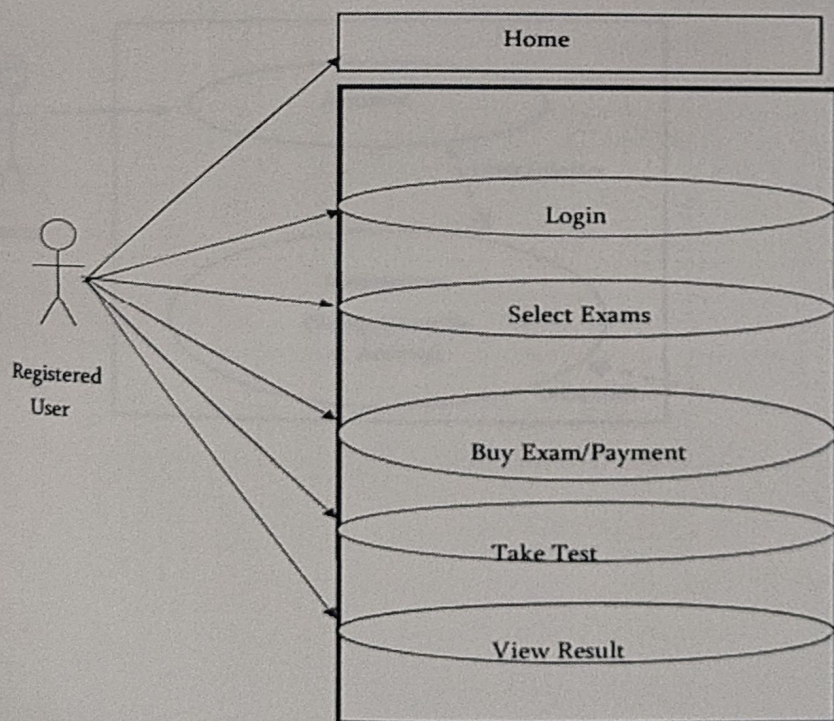 Home
Login
Select Exams
Registered
User
Buy Exam/Payment
Take Test
View Result